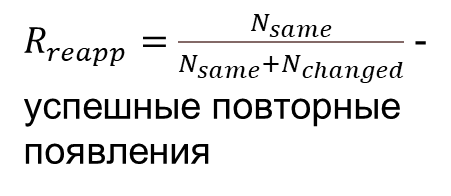 R_reapp = N_same / (N_same+N_changed) -
успешные повторные
появления